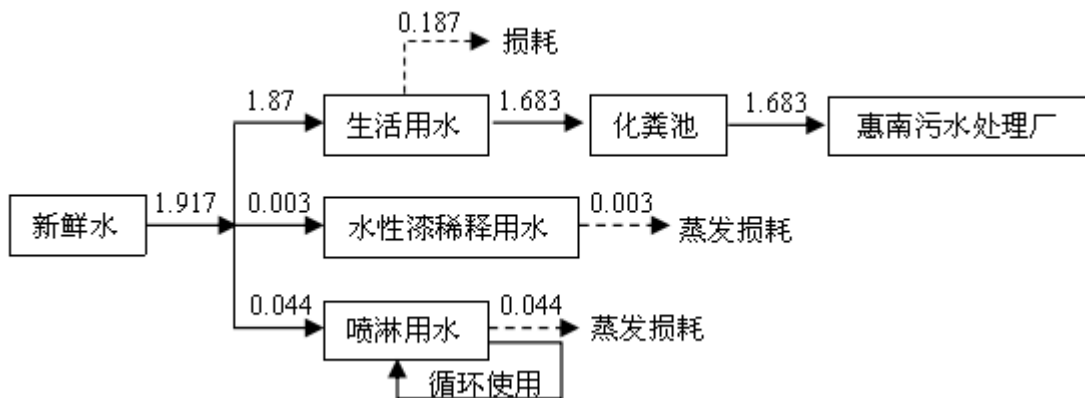 0.187
损耗
1.87
生活用水
1.683
化粪池
1.683
惠南污水处理厂
新鲜水
1.917
0.003
水性漆稀释用水
0.003
蒸发损耗
0.044
喷淋用水
0.044
蒸发损耗
循环使用